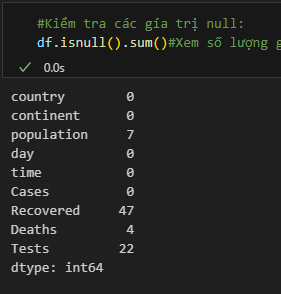 #Kiểm tra các gía trị null:
df.isnull().sum()#Xem số lượng
0.0s
country 0
continent 0
population 7
day 0
time 0
Cases 0
Recovered 47
Deaths 4
Tests 22
dtype: int64